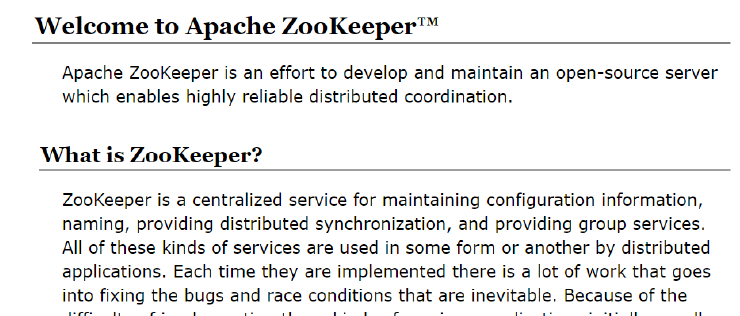 Welcome to Apache ZooKeeper™
Apache ZooKeeper is an effort to develop and maintain an open-source server
which enables highly reliable distributed coordination.
What is ZooKeeper?
ZooKeeper is a centralized service for maintaining configuration information,
naming, providing distributed synchronization, and providing group services.
All of these kinds of services are used in some form or another by distributed
applications. Each time they are implemented there is a lot of work that goes
into fixing the bugs and race conditions that are inevitable. Because of the